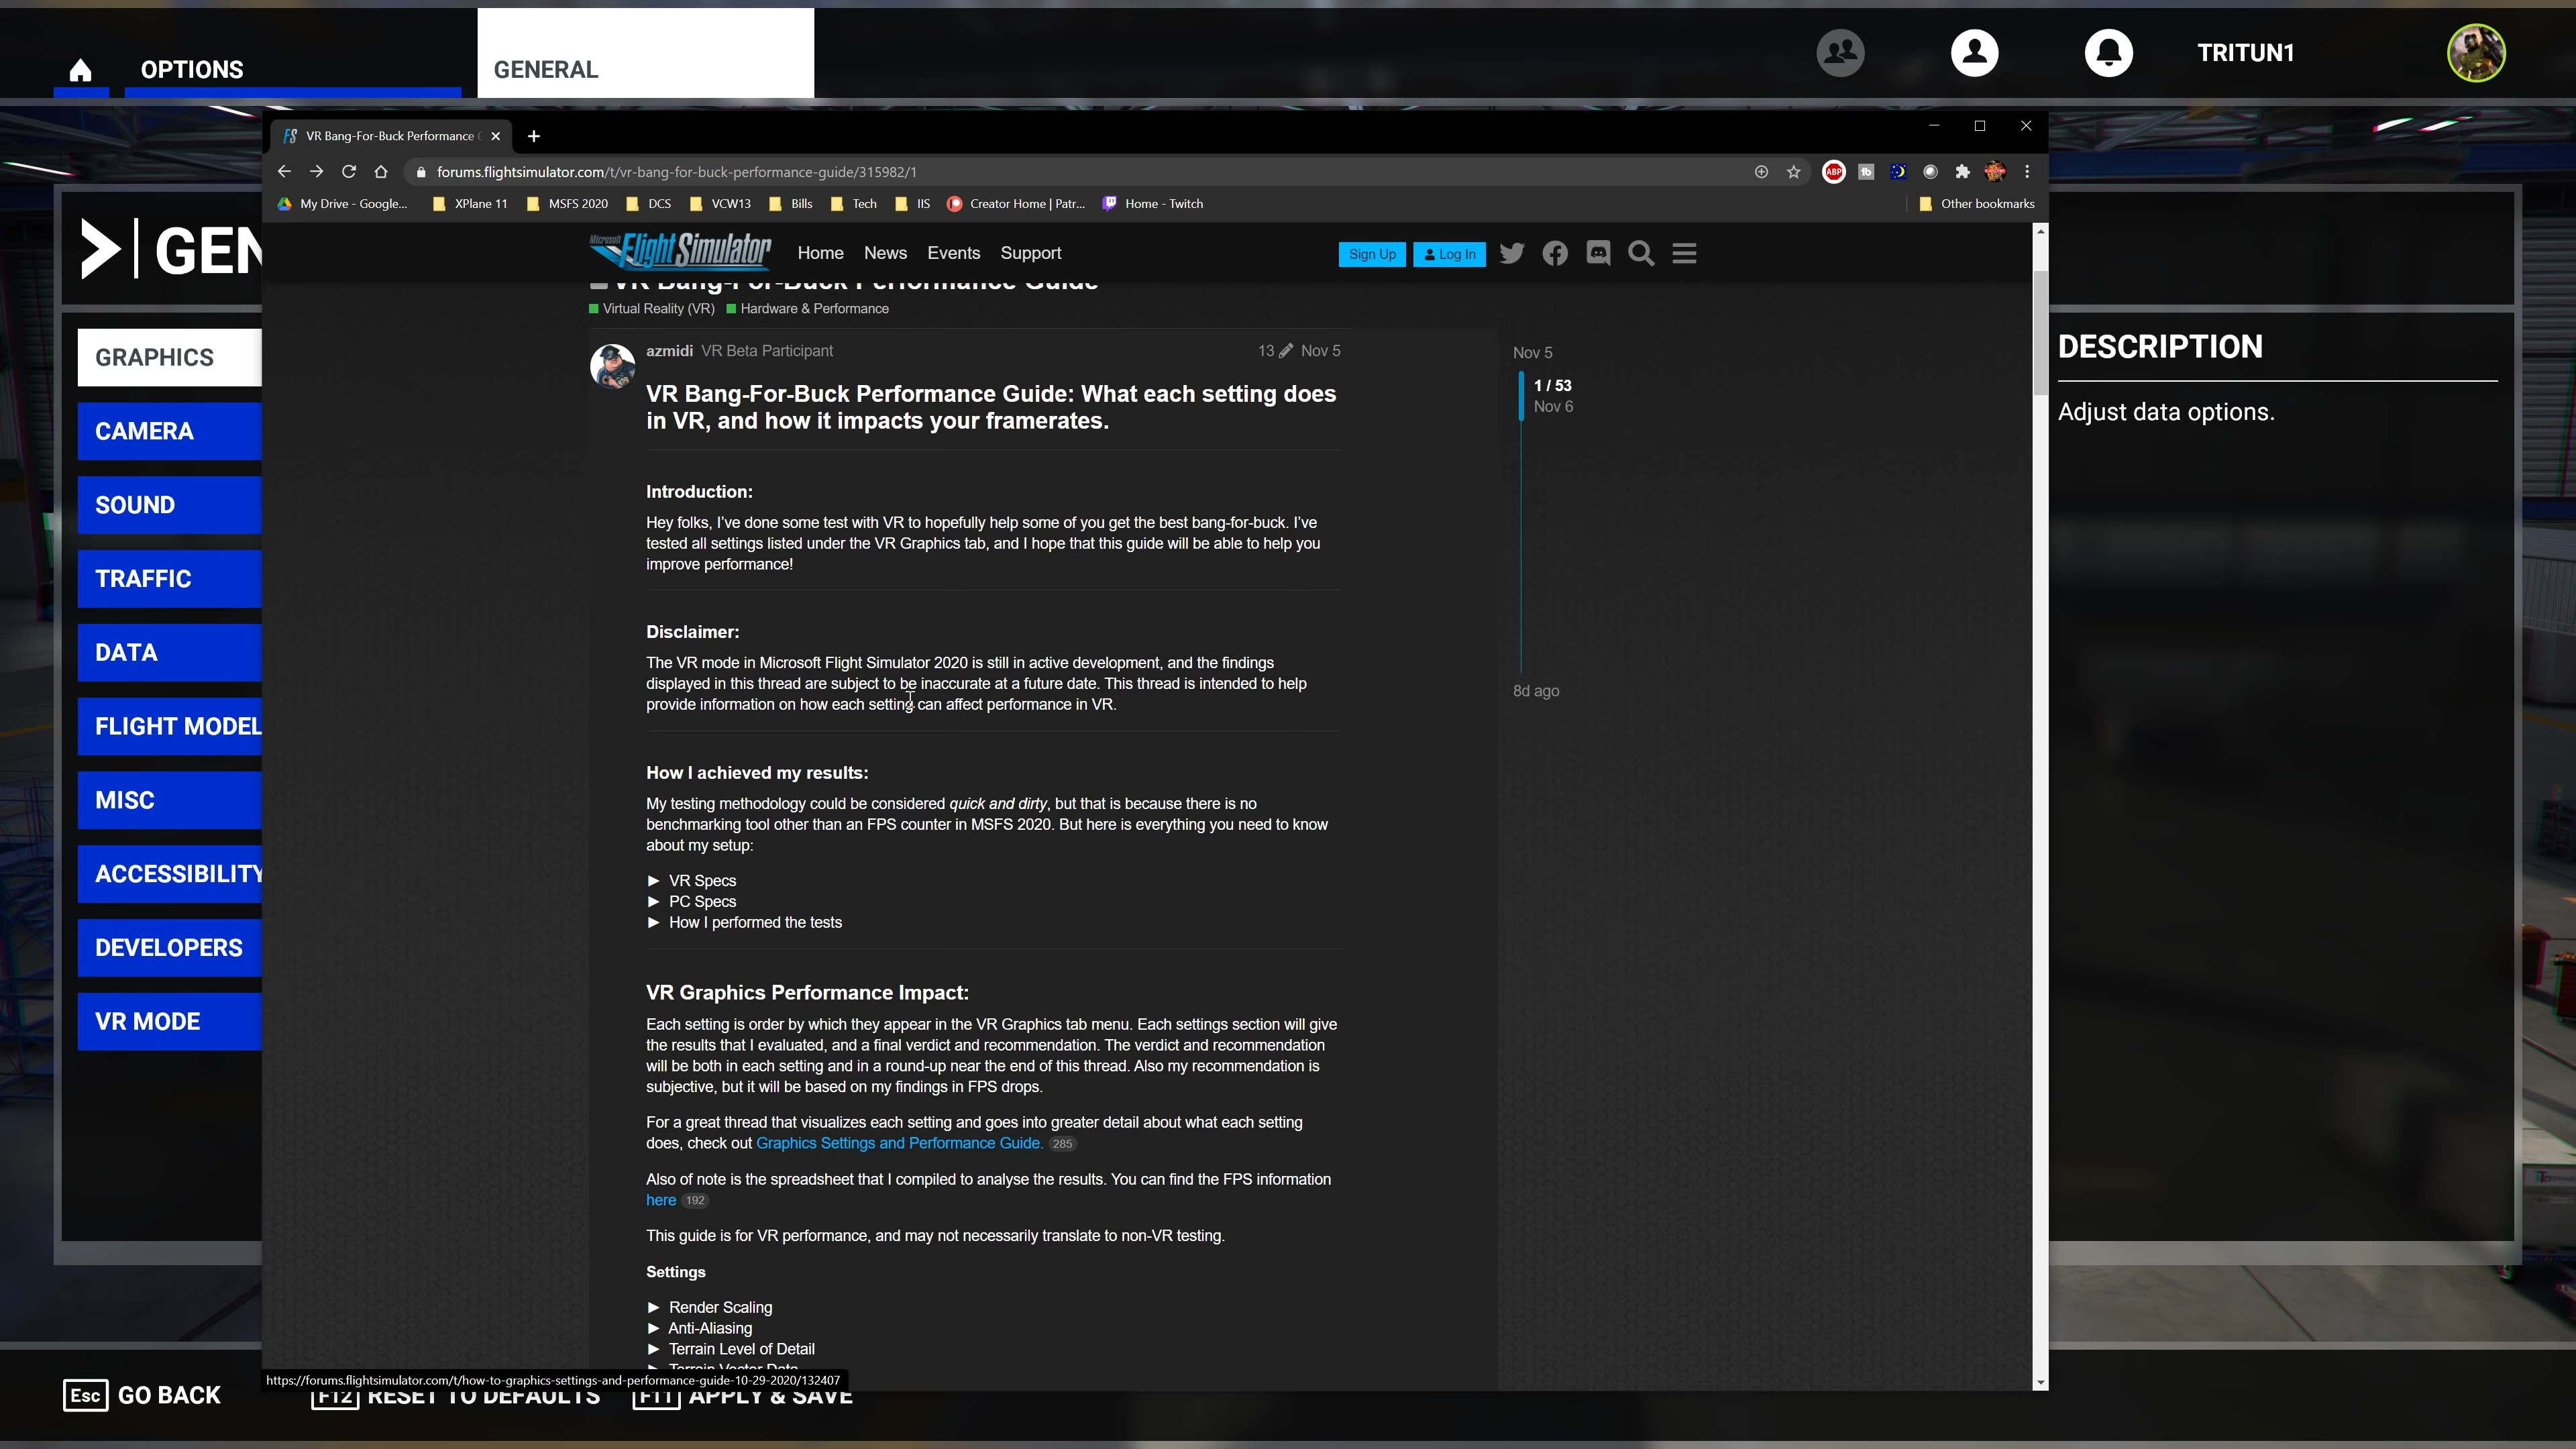 OPTIONS
GENERAL
TRITUN1
VR Bang-For-Buck Performance
forums.flightsimulator.com/t/vr-bang-for-buck-performance-guide/315982/1
ABP
My Drive - Google...
XPlane 11
MSFS 2020
DCS
VCW13
Bills
Tech
IIS
Creator Home | Patr...
Home - Twitch
Other bookmarks
GEN
Microsoft
Flight Simulator
Home
News
Events
Support
Sign Up
Log In
VR Bang-For-Buck Performance Guide
Virtual Reality (VR)
Hardware & Performance
GRAPHICS
CAMERA
SOUND
TRAFFIC
DATA
FLIGHT MODEL
MISC
ACCESSIBILITY
DEVELOPERS
VR MODE
azmidi VR Beta Participant
13
Nov 5
VR Bang-For-Buck Performance Guide: What each setting does
in VR, and how it impacts your framerates.
Introduction:
Hey folks, I've done some test with VR to hopefully help some of you get the best bang-for-buck. I've
tested all settings listed under the VR Graphics tab, and I hope that this guide will be able to help you
improve performance!
Disclaimer:
The VR mode in Microsoft Flight Simulator 2020 is still in active development, and the findings
displayed in this thread are subject to be inaccurate at a future date. This thread is intended to help
provide information on how each setting can affect performance in VR.
How I achieved my results:
My testing methodology could be considered quick and dirty, but that is because there is no
benchmarking tool other than an FPS counter in MSFS 2020. But here is everything you need to know
about my setup:
► VR Specs
► PC Specs
► How I performed the tests
VR Graphics Performance Impact:
Each setting is order by which they appear in the VR Graphics tab menu. Each settings section will give
the results that I evaluated, and a final verdict and recommendation. The verdict and recommendation
will be both in each setting and in a round-up near the end of this thread. Also my recommendation is
subjective, but it will be based on my findings in FPS drops.
For a great thread that visualizes each setting and goes into greater detail about what each setting
does, check out Graphics Settings and Performance Guide. 285
Also of note is the spreadsheet that I compiled to analyse the results. You can find the FPS information
here 192
This guide is for VR performance, and may not necessarily translate to non-VR testing.
Settings
► Render Scaling
► Anti-Aliasing
► Terrain Level of Detail
► Terrain Vector Data
Nov 5
1 / 53
Nov 6
8d ago
DESCRIPTION
Adjust data options.
https://forums.flightsimulator.com/t/how-to-graphics-settings-and-performance-guide-10-29-2020/132407
Esc GO BACK
F12 RESET TO DEFAULTS
F11 APPLY & SAVE